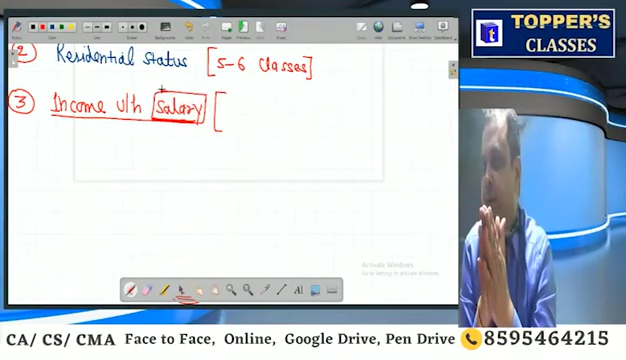 ② Residential Status [5-6 Classes]
③ Income u/h Salary [
TOPPER'S
CLASSES
t
Activate Windows
Go to Settings to activate Windows.
CA/ CS/ CMA Face to Face, Online, Google Drive, Pen Drive 8595464215